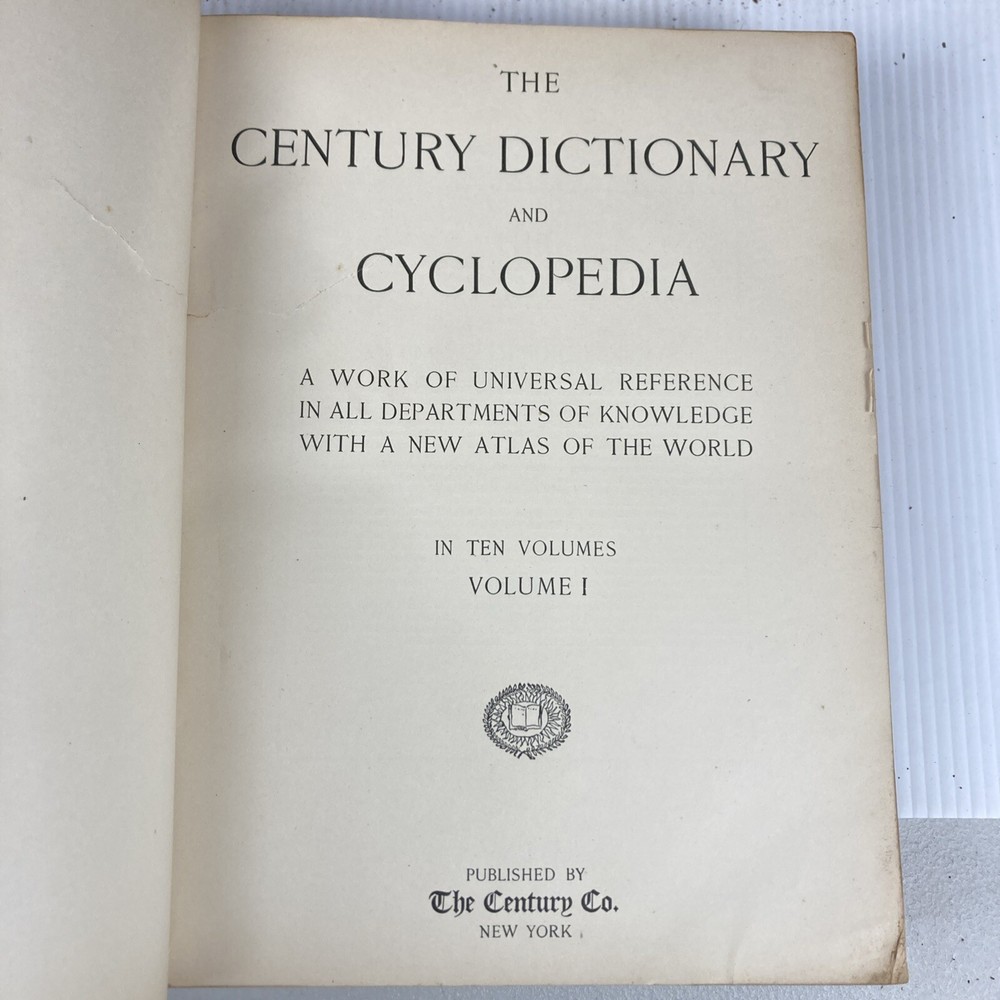 THE
CENTURY DICTIONARY
AND
CYCLOPEDIA
A WORK OF UNIVERSAL REFERENCE
IN ALL DEPARTMENTS OF KNOWLEDGE
WITH A NEW ATLAS OF THE WORLD
IN TEN VOLUMES
VOLUME I
PUBLISHED BY
The Century Co.
NEW YORK